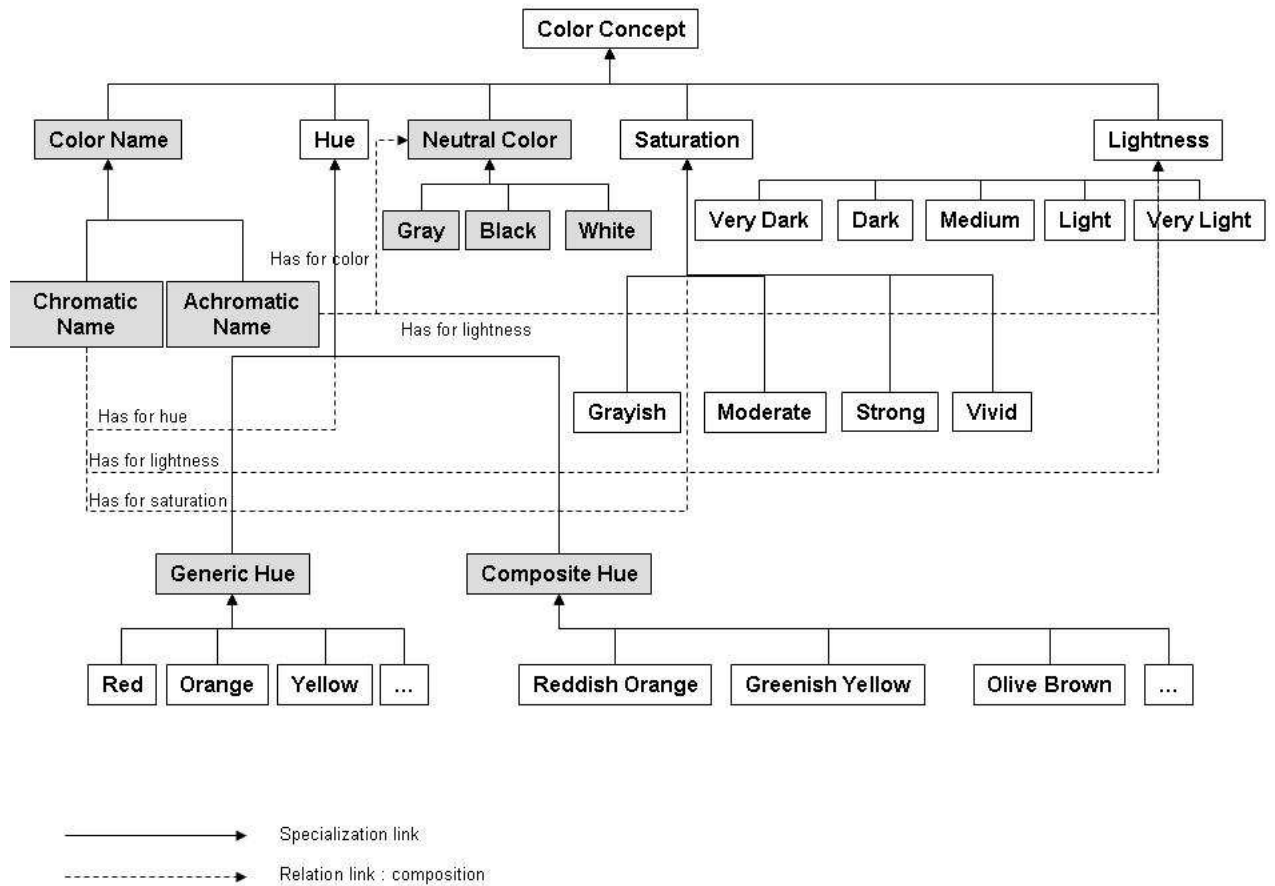 Color Concept
Color Name
Hue
Neutral Color
Saturation
Lightness
Gray
Black
White
Very Dark
Dark
Medium
Light
Very Light
Has for color
Chromatic
Name
Achromatic
Name
Has for lightness
Grayish
Moderate
Strong
Vivid
Has for hue
Has for lightness
Has for saturation
Generic Hue
Composite Hue
Red
Orange
Yellow
...
Reddish Orange
Greenish Yellow
Olive Brown
...
Specialization link
Relation link : composition